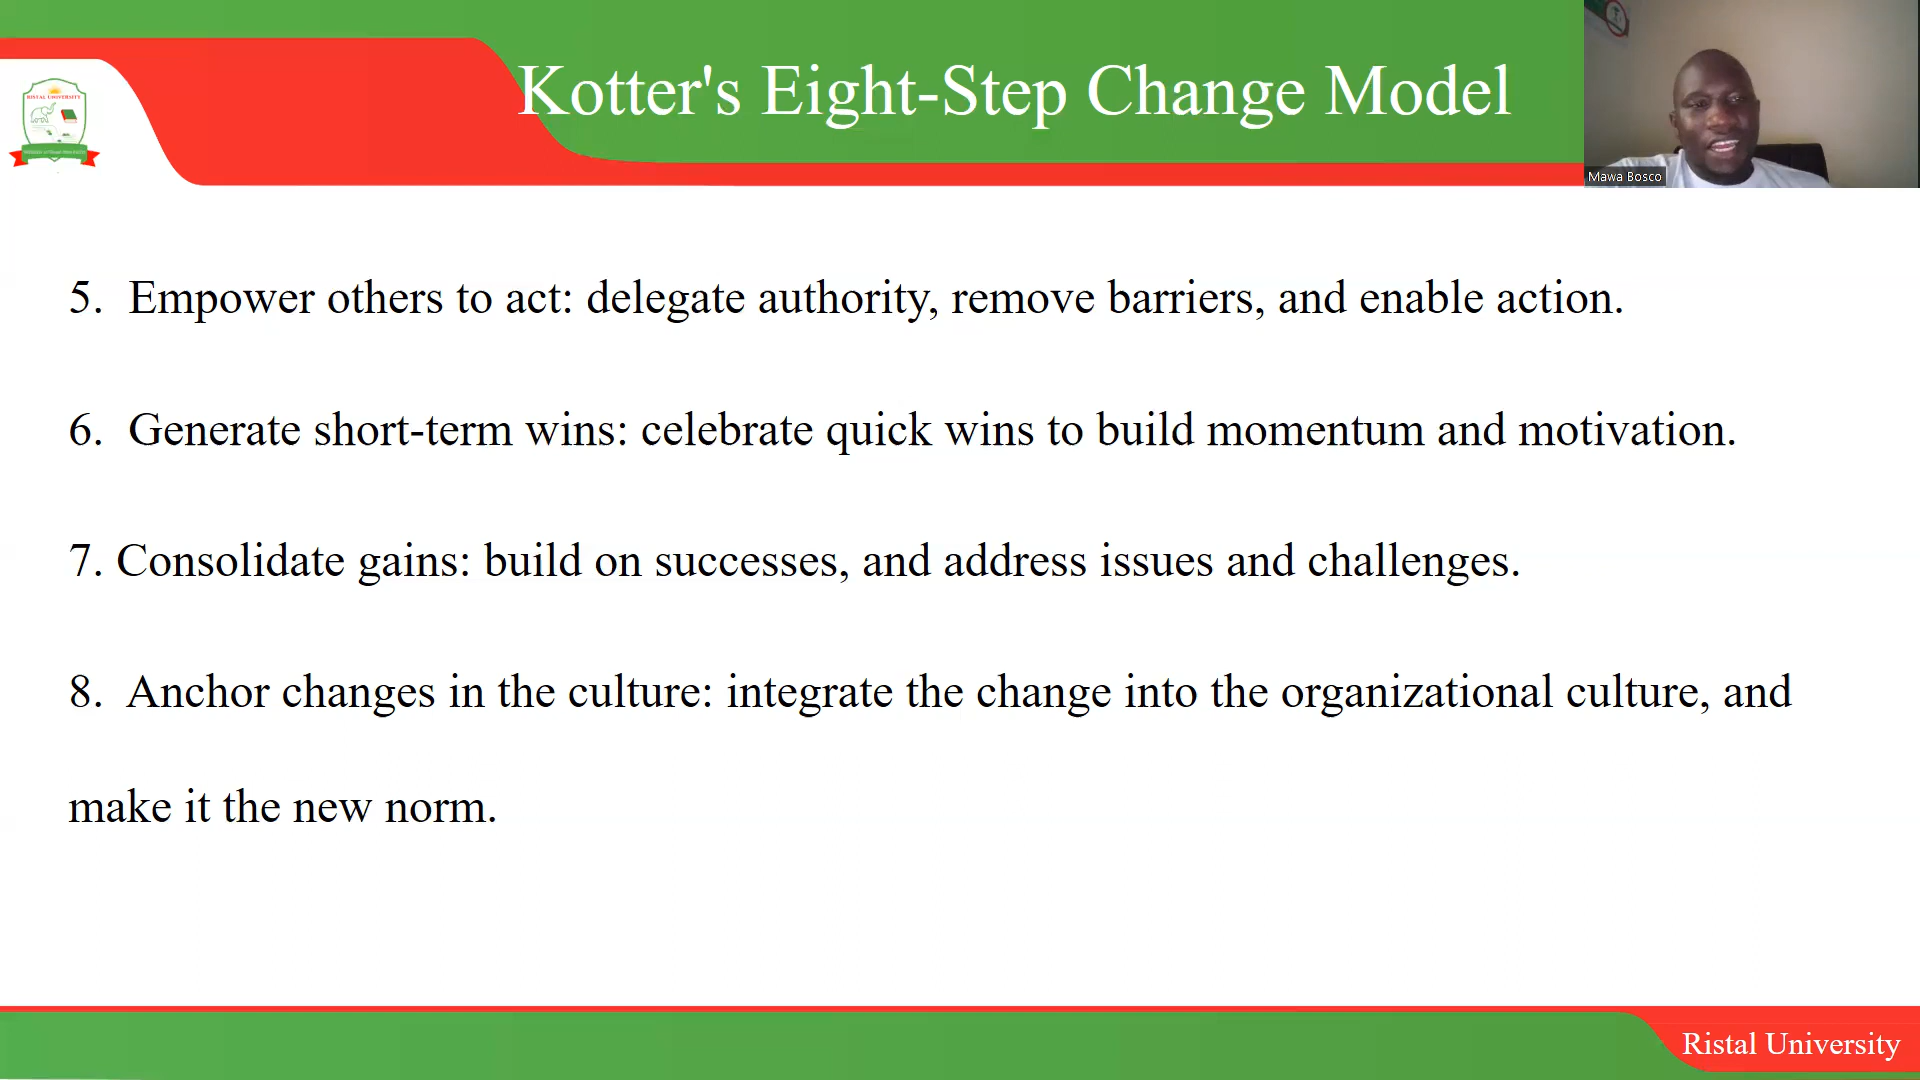 Kotter's Eight-Step Change Model
RISTAL UNIVERSITY
Mawa Bosco
5. Empower others to act: delegate authority, remove barriers, and enable action.
6. Generate short-term wins: celebrate quick wins to build momentum and motivation.
7. Consolidate gains: build on successes, and address issues and challenges.
8. Anchor changes in the culture: integrate the change into the organizational culture, and
make it the new norm.
Ristal University